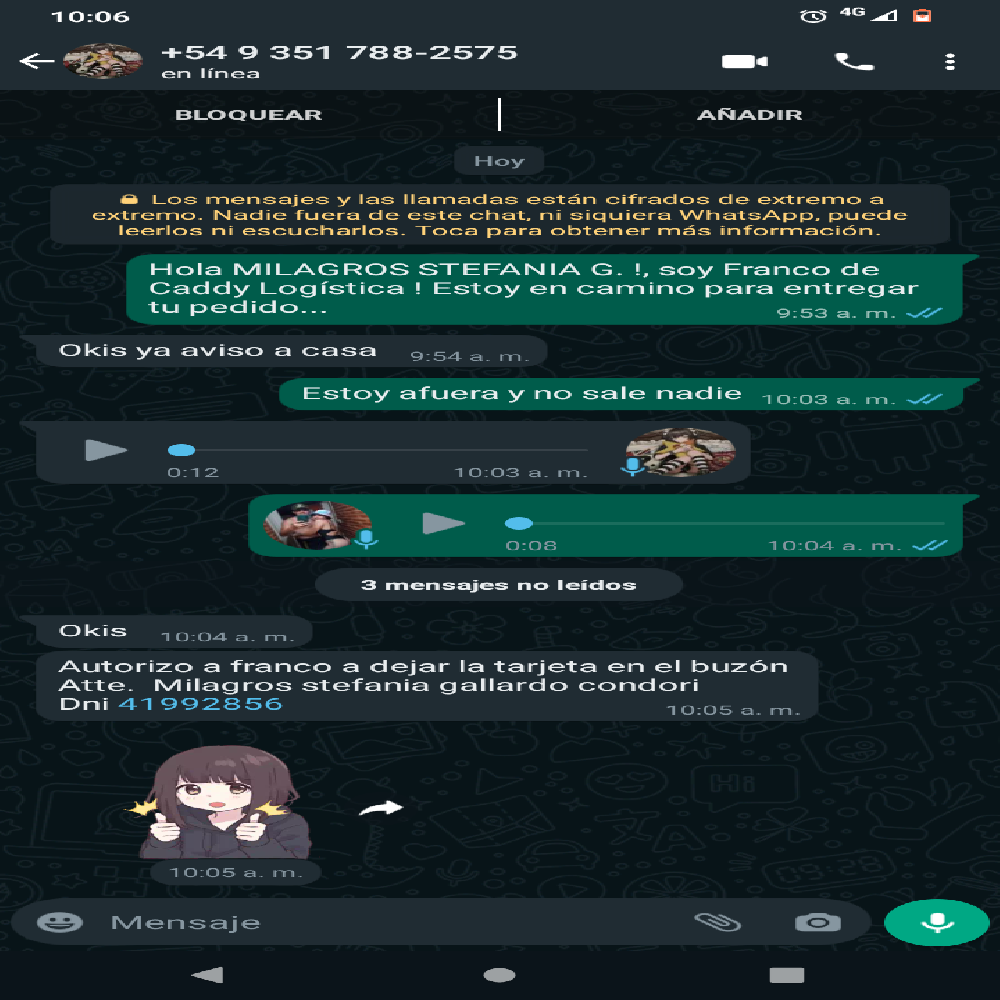 10:06
4G
+54 9 351 788-2575
en línea
BLOQUEAR
AÑADIR
Hoy
Los mensajes y las llamadas están cifrados de extremo a
extremo. Nadie fuera de este chat, ni siquiera WhatsApp, puede
leerlos ni escucharlos. Toca para obtener más información.
Hola MILAGROS STEFANIA G. !, soy Franco de
Caddy Logística ! Estoy en camino para entregar
tu pedido...
9:53 a. m.
Okis ya aviso a casa
9:54 a. m.
Estoy afuera y no sale nadie
10:03 a. m.
0:12
10:03 a. m.
0:08
10:04 a. m.
3 mensajes no leídos
Okis
10:04 a. m.
Autorizo a franco a dejar la tarjeta en el buzón
Atte.  Milagros stefania gallardo condori
Dni 41992856
10:05 a. m.
10:05 a. m.
Mensaje